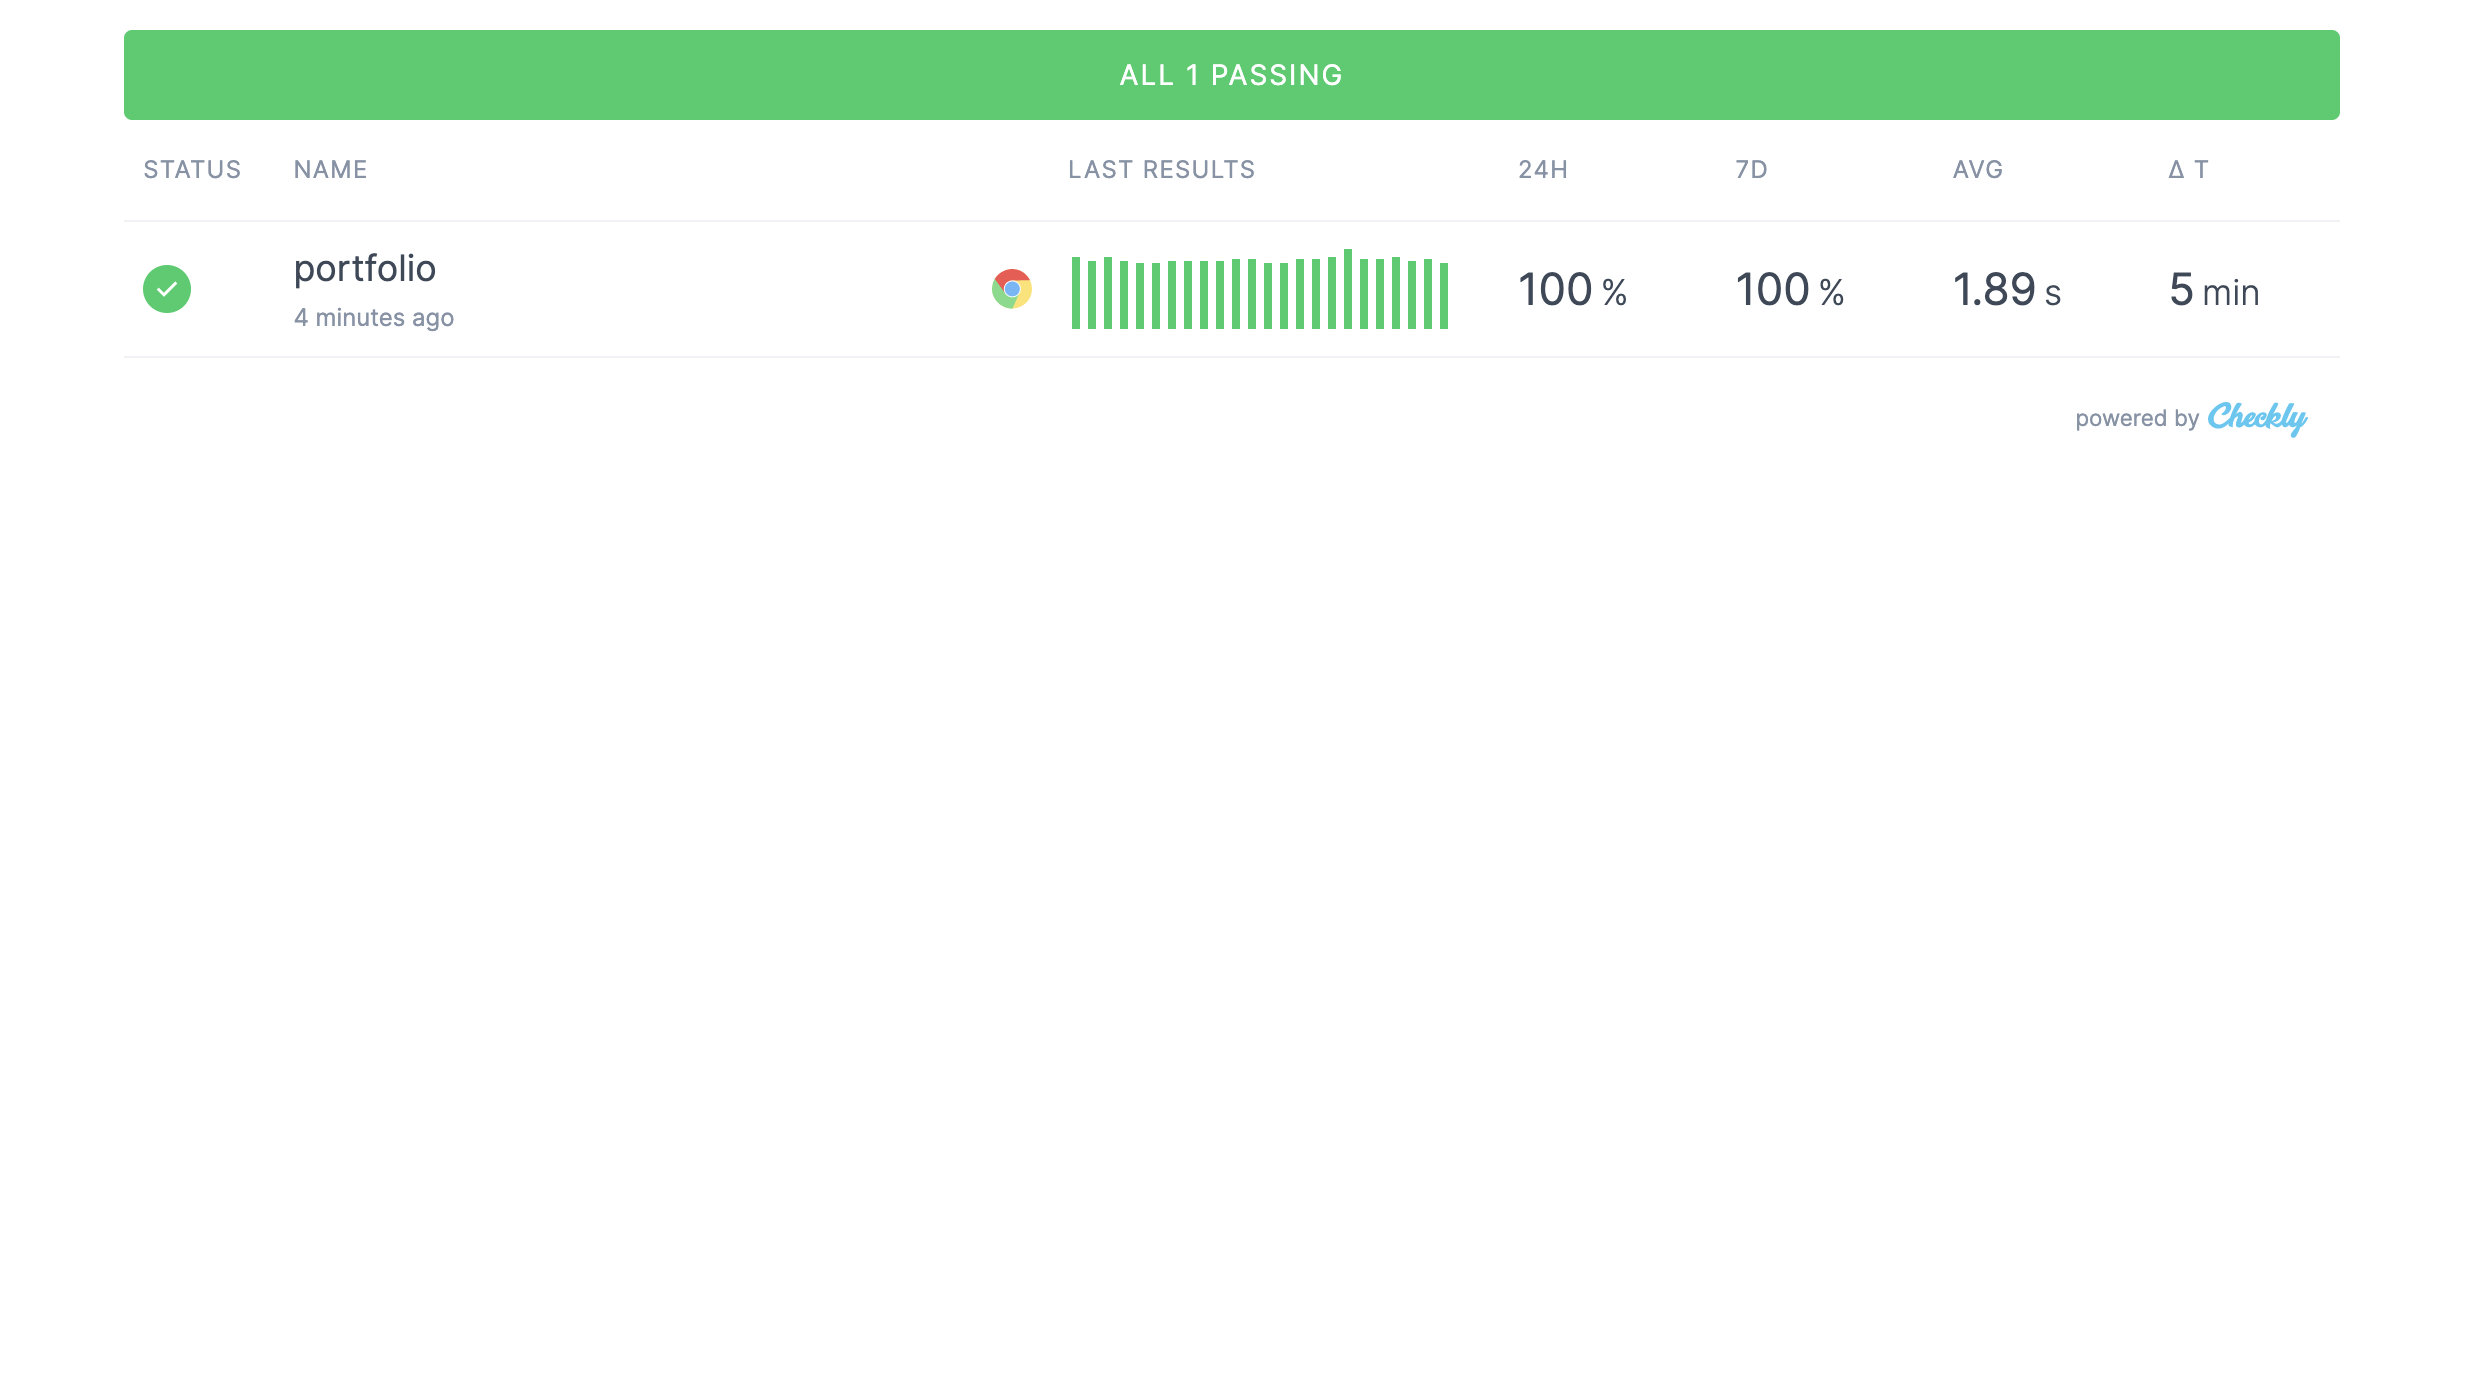 ALL 1 PASSING
STATUS NAME LAST RESULTS 24H 7D AVG Δ T
portfolio
4 minutes ago
100 % 100 % 1.89 s 5 min
powered by Checkly